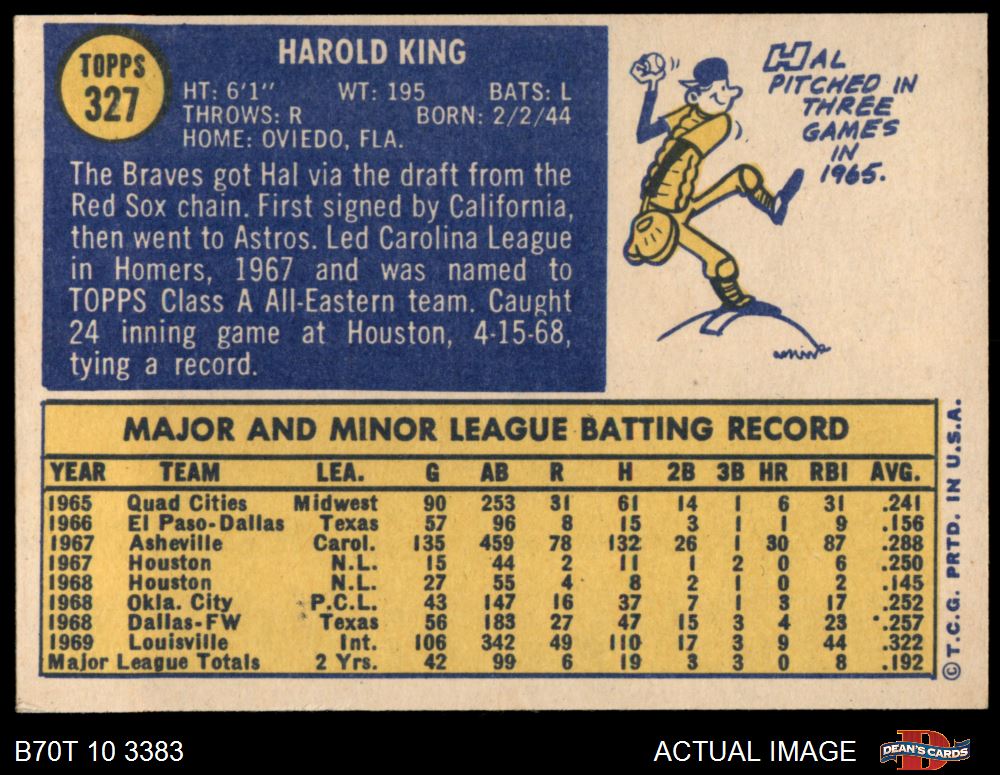 TOPPS
327
HAROLD KING
HT: 6'1" WT: 195 BATS: L
THROWS: R BORN: 2/2/44
HOME: OVIEDO, FLA.
The Braves got Hal via the draft from the
Red Sox chain. First signed by California,
then went to Astros. Led Carolina League
in Homers, 1967 and was named to
TOPPS Class A All-Eastern team. Caught
24 inning game at Houston, 4-15-68,
tying a record.
HAL
PITCHED IN
THREE
GAMES
IN
1965.
MAJOR AND MINOR LEAGUE BATTING RECORD
YEAR TEAM LEA. G AB R H 2B 3B HR RBI AVG.
1965 Quad Cities Midwest 90 253 31 61 14 1 6 31 .241
1966 El Paso-Dallas Texas 57 96 8 15 3 1 1 9 .156
1967 Asheville Carol. 135 459 78 132 26 1 30 87 .288
1967 Houston N.L. 15 44 2 11 1 2 0 6 .250
1968 Houston N.L. 27 55 4 8 2 1 0 2 .145
1968 Okla. City P.C.L. 43 147 16 37 7 1 3 17 .252
1968 Dallas-FW Texas 56 183 27 47 15 3 4 23 .257
1969 Louisville Int. 106 342 49 110 17 3 9 44 .322
Major League Totals 2 Yrs. 42 99 6 19 3 3 0 8 .192
© T.C.G. PRTD. IN U.S.A.
B70T 10 3383
ACTUAL IMAGE
DEAN'S CARDS